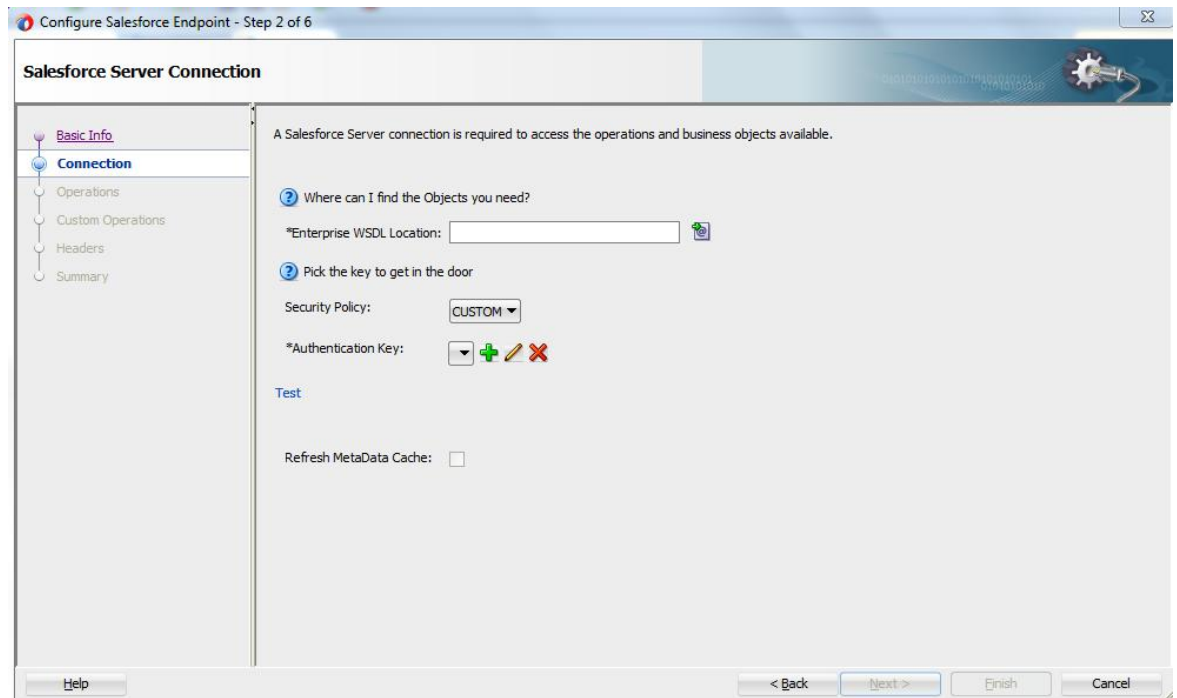 Configure Salesforce Endpoint - Step 2 of 6
Salesforce Server Connection
Basic Info
Connection
Operations
Custom Operations
Headers
Summary
A Salesforce Server connection is required to access the operations and business objects available.
Where can I find the Objects you need?
*Enterprise WSDL Location:
Pick the key to get in the door
Security Policy:
CUSTOM
*Authentication Key:
Test
Refresh MetaData Cache:
Help
< Back
Next >
Finish
Cancel